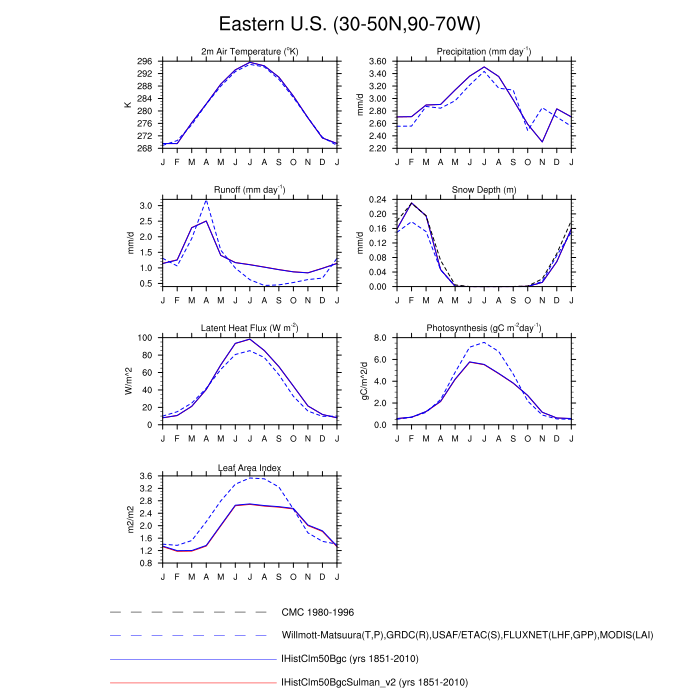 Eastern U.S. (30-50N,90-70W)
2m Air Temperature (°K)
K
296
292
288
284
280
276
272
268
J F M A M J J A S O N D J
Precipitation (mm day⁻¹)
mm/d
3.60
3.40
3.20
3.00
2.80
2.60
2.40
2.20
J F M A M J J A S O N D J
Runoff (mm day⁻¹)
mm/d
3.0
2.5
2.0
1.5
1.0
0.5
J F M A M J J A S O N D J
Snow Depth (m)
mm/d
0.24
0.20
0.16
0.12
0.08
0.04
0.00
J F M A M J J A S O N D J
Latent Heat Flux (W m⁻²)
W/m^2
100
80
60
40
20
0
J F M A M J J A S O N D J
Photosynthesis (gC m⁻²day⁻¹)
gC/m^2/d
8.0
6.0
4.0
2.0
0.0
J F M A M J J A S O N D J
Leaf Area Index
m2/m2
3.6
3.2
2.8
2.4
2.0
1.6
1.2
0.8
J F M A M J J A S O N D J
CMC 1980-1996
Willmott-Matsuura(T,P),GRDC(R),USAF/ETAC(S),FLUXNET(LHF,GPP),MODIS(LAI)
IHistClm50Bgc (yrs 1851-2010)
IHistClm50BgcSulman_v2 (yrs 1851-2010)